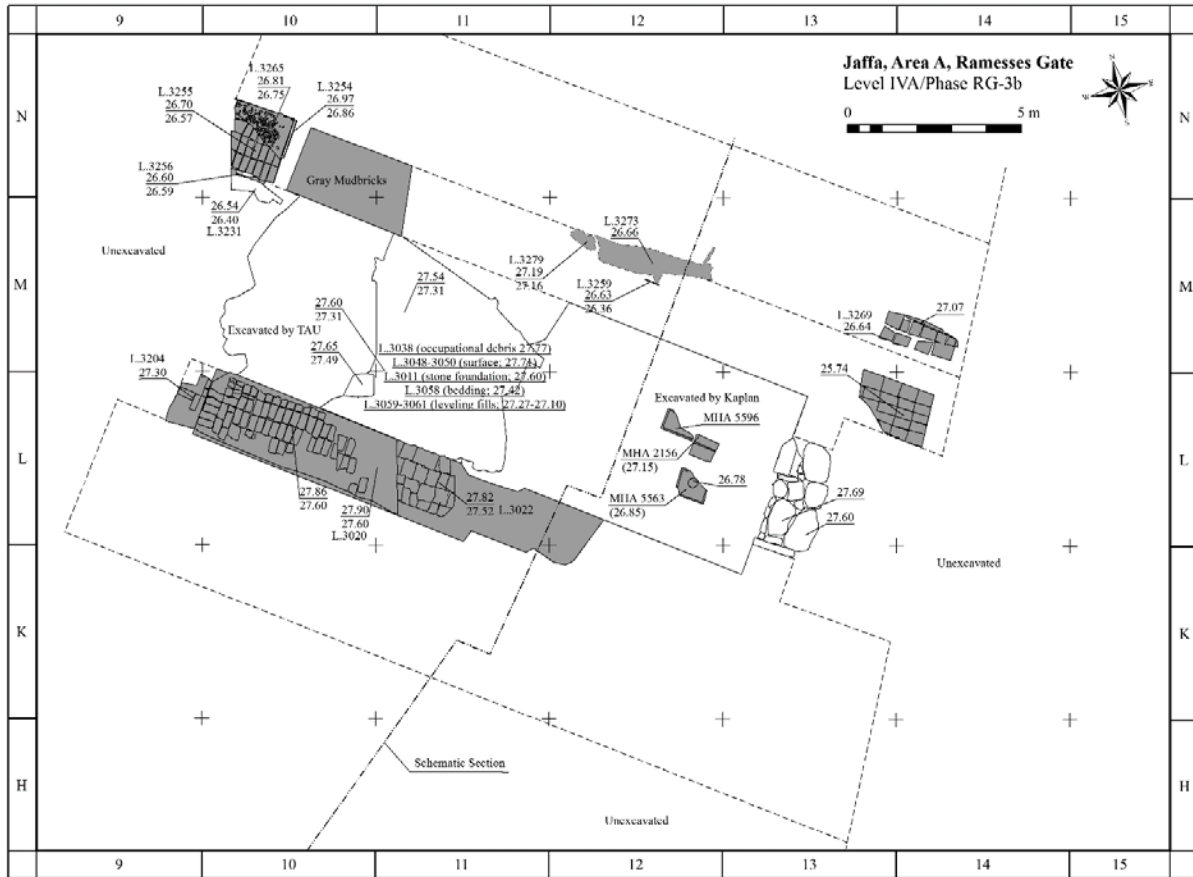 9 10 11 12 13 14 15
Jaffa, Area A, Ramesses Gate
Level IVA/Phase RG-3b
0 5 m
N
E
S
W
N
N
L.3265
26.81
26.75
L.3254
26.97
26.86
L.3255
26.70
26.57
L.3256
26.60
26.59
26.54
26.40
L.3231
Gray Mudbricks
Unexcavated
M
M
L.3273
26.66
L.3279
27.19
27.16
L.3259
26.63
26.36
27.54
27.31
27.60
27.31
Excavated by TAU
27.65
27.49
L.3038 (occupational debris 27.77)
L.3048-3050 (surface; 27.71)
L.3011 (stone foundation; 27.60)
L.3058 (bedding; 27.42)
L.3059-3061 (leveling fills; 27.27-27.10)
27.07
L.3269
26.64
25.74
L.3204
27.30
L
L
Excavated by Kaplan
MHA 5596
MHA 2156
(27.15)
26.78
MHA 5563
(26.85)
27.69
27.60
27.86
27.60
27.90
27.60
L.3020
27.82
27.52 L.3022
Unexcavated
K
K
Schematic Section
H
H
Unexcavated
9 10 11 12 13 14 15